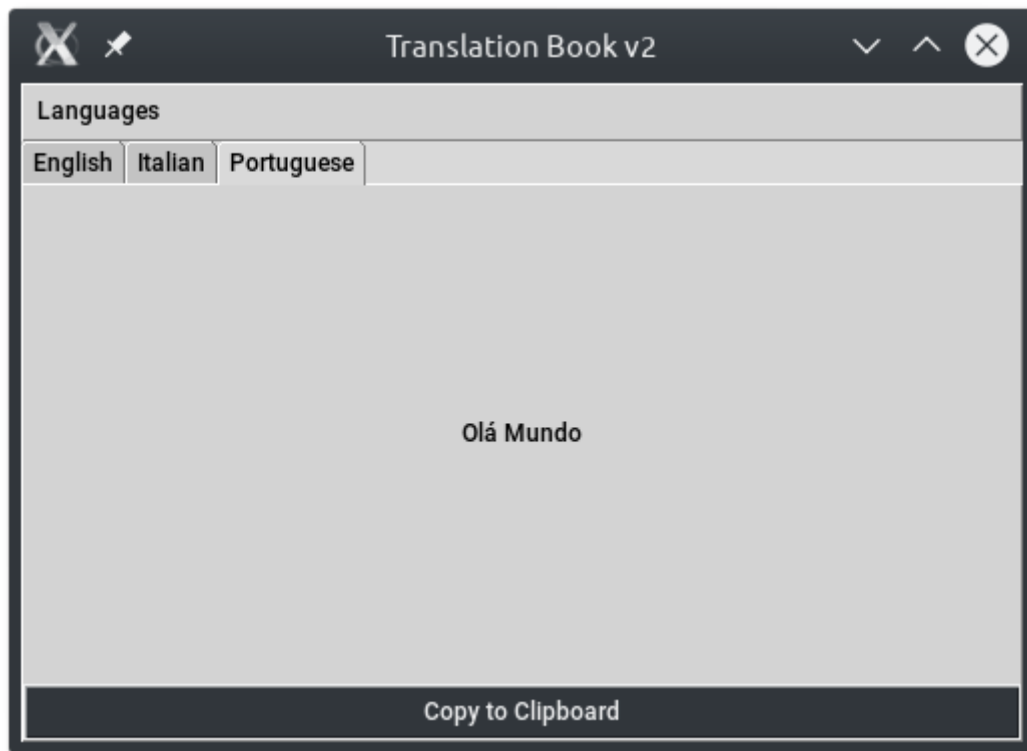 Translation Book v2
Languages
English Italian Portuguese
Olá Mundo
Copy to Clipboard